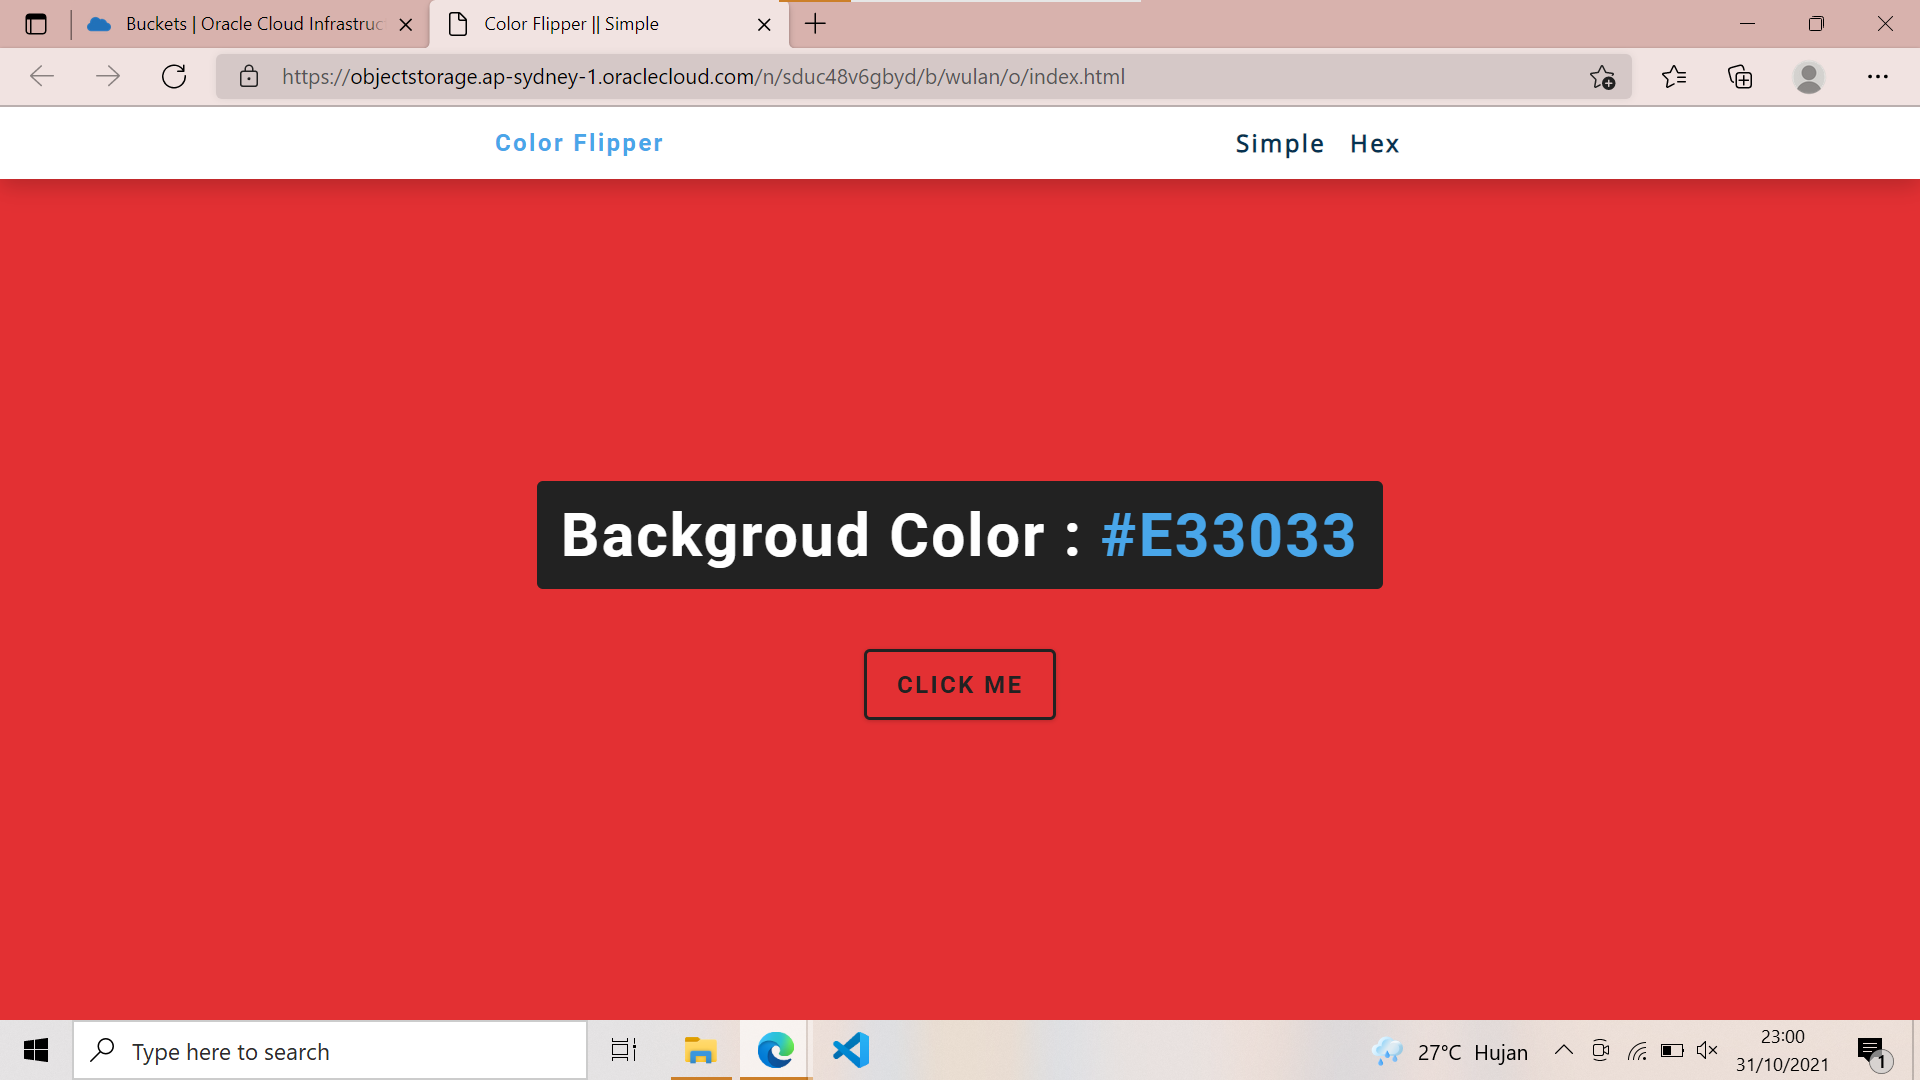 Buckets | Oracle Cloud Infrastruc
Color Flipper || Simple
https://objectstorage.ap-sydney-1.oraclecloud.com/n/sduc48v6gbyd/b/wulan/o/index.html
Color Flipper
Simple Hex
Backgroud Color : #E33033
CLICK ME
Type here to search
27°C Hujan
23:00
31/10/2021
1